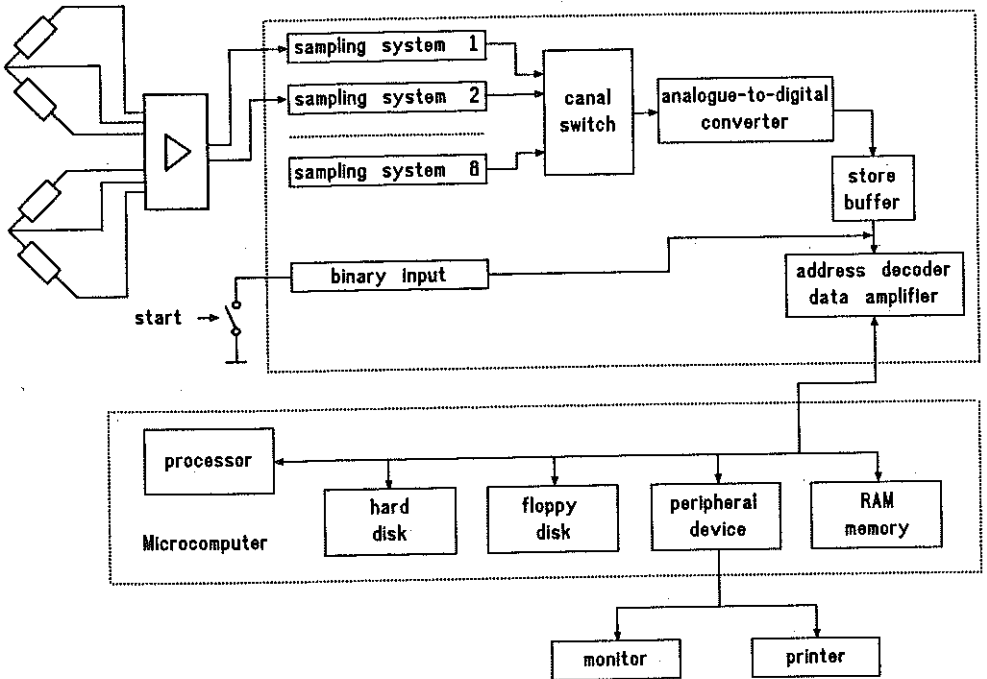 sampling system 1
sampling system 2
sampling system 8
canal
switch
analogue-to-digital
converter
store
buffer
binary input
address decoder
data amplifier
start
processor
hard
disk
floppy
disk
peripheral
device
RAM
memory
Microcomputer
monitor
printer